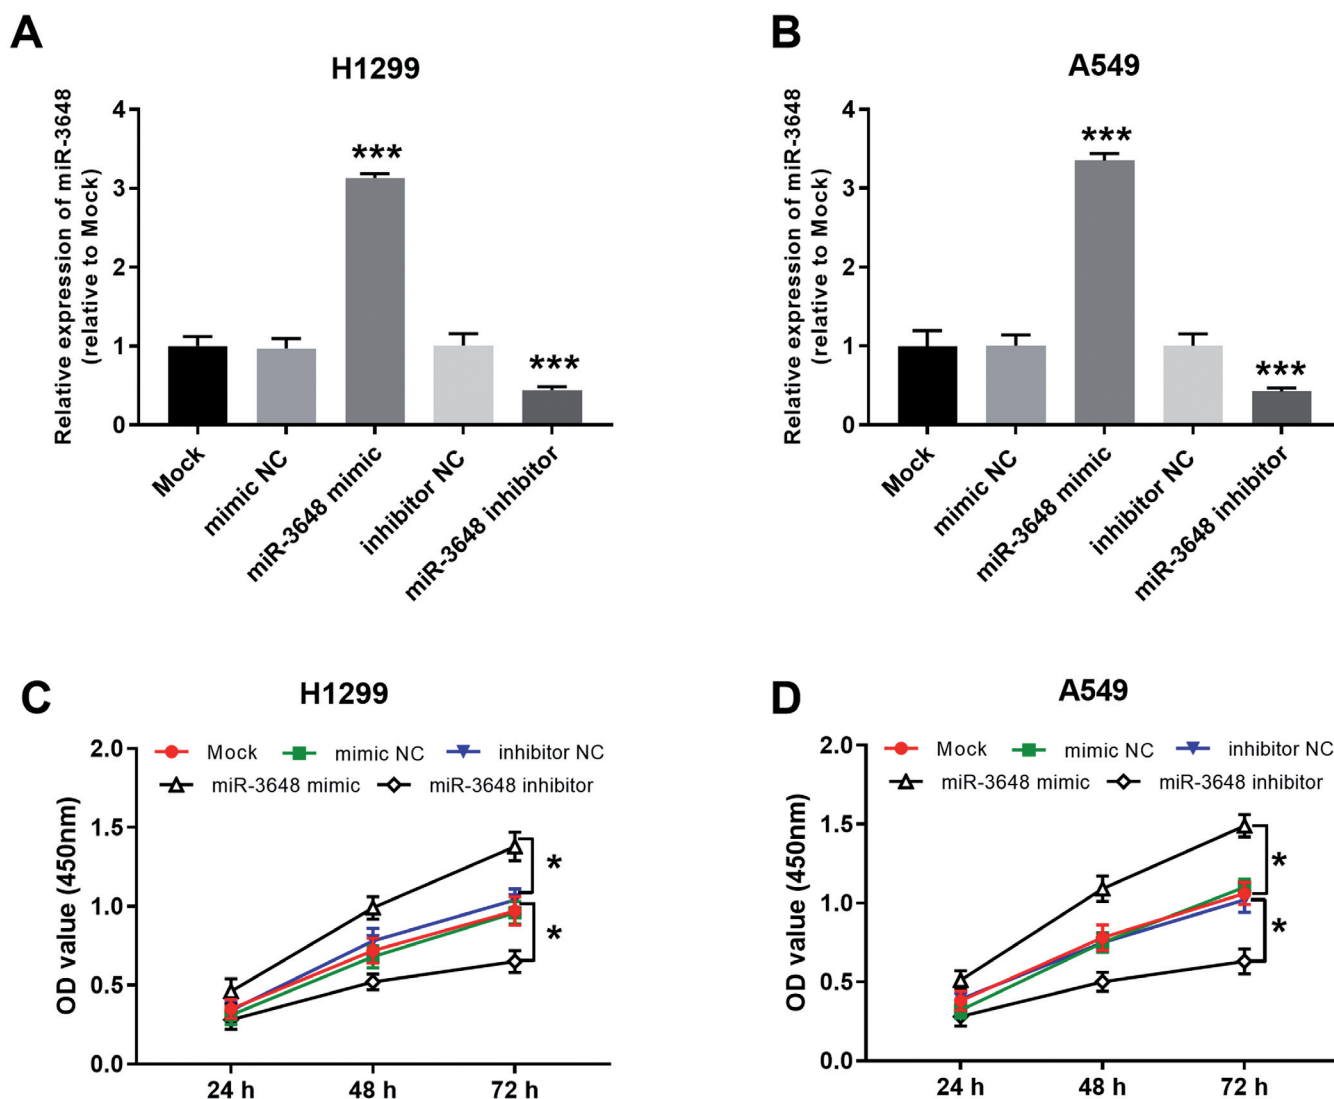 A
H1299
Relative expression of miR-3648
(relative to Mock)
4
3
2
1
0
***
***
Mock
mimic NC
miR-3648 mimic
inhibitor NC
miR-3648 inhibitor
B
A549
Relative expression of miR-3648
(relative to Mock)
4
3
2
1
0
***
***
Mock
mimic NC
miR-3648 mimic
inhibitor NC
miR-3648 inhibitor
C
H1299
Mock mimic NC inhibitor NC
miR-3648 mimic miR-3648 inhibitor
OD value (450nm)
2.0
1.5
1.0
0.5
0.0
*
*
24 h 48 h 72 h
D
A549
Mock mimic NC inhibitor NC
miR-3648 mimic miR-3648 inhibitor
OD value (450nm)
2.0
1.5
1.0
0.5
0.0
*
*
24 h 48 h 72 h